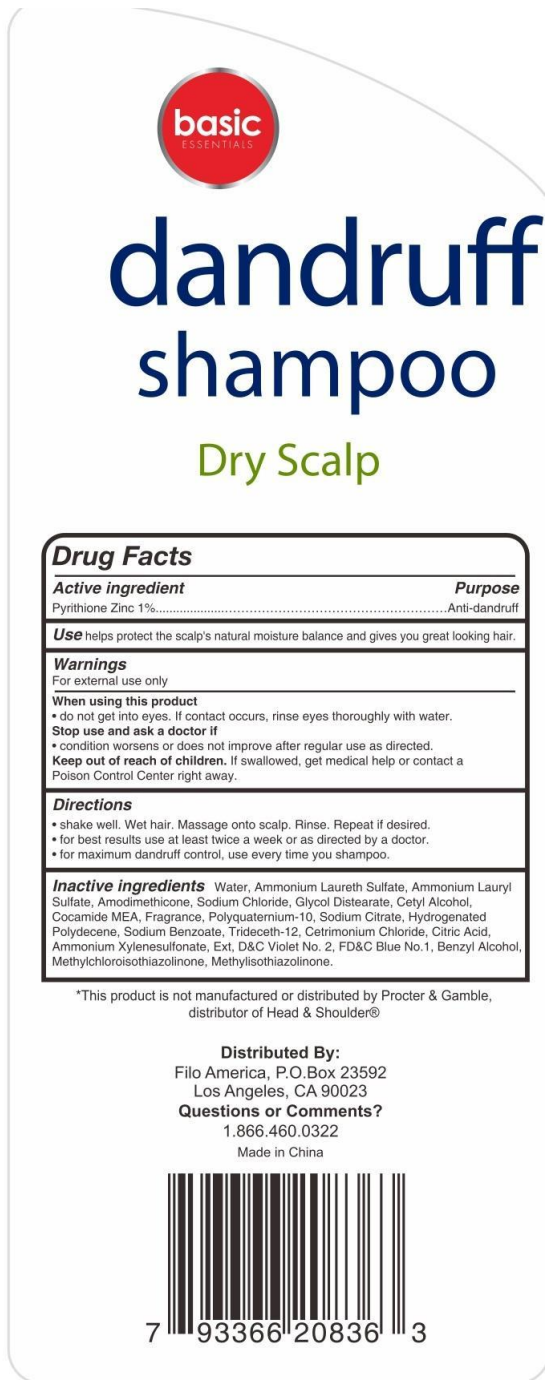 basic
ESSENTIALS
dandruff
shampoo
Dry Scalp
Drug Facts
Active ingredient Purpose
Pyrithione Zinc 1%......................................................................Anti-dandruff
Use helps protect the scalp's natural moisture balance and gives you great looking hair.
Warnings
For external use only
When using this product
• do not get into eyes. If contact occurs, rinse eyes thoroughly with water.
Stop use and ask a doctor if
• condition worsens or does not improve after regular use as directed.
Keep out of reach of children. If swallowed, get medical help or contact a
Poison Control Center right away.
Directions
• shake well. Wet hair. Massage onto scalp. Rinse. Repeat if desired.
• for best results use at least twice a week or as directed by a doctor.
• for maximum dandruff control, use every time you shampoo.
Inactive ingredients Water, Ammonium Laureth Sulfate, Ammonium Lauryl
Sulfate, Amodimethicone, Sodium Chloride, Glycol Distearate, Cetyl Alcohol,
Cocamide MEA, Fragrance, Polyquaternium-10, Sodium Citrate, Hydrogenated
Polydecene, Sodium Benzoate, Trideceth-12, Cetrimonium Chloride, Citric Acid,
Ammonium Xylenesulfonate, Ext, D&C Violet No. 2, FD&C Blue No.1, Benzyl Alcohol,
Methylchloroisothiazolinone, Methylisothiazolinone.
*This product is not manufactured or distributed by Procter & Gamble,
distributor of Head & Shoulder®
Distributed By:
Filo America, P.O.Box 23592
Los Angeles, CA 90023
Questions or Comments?
1.866.460.0322
Made in China
7 93366 20836 3